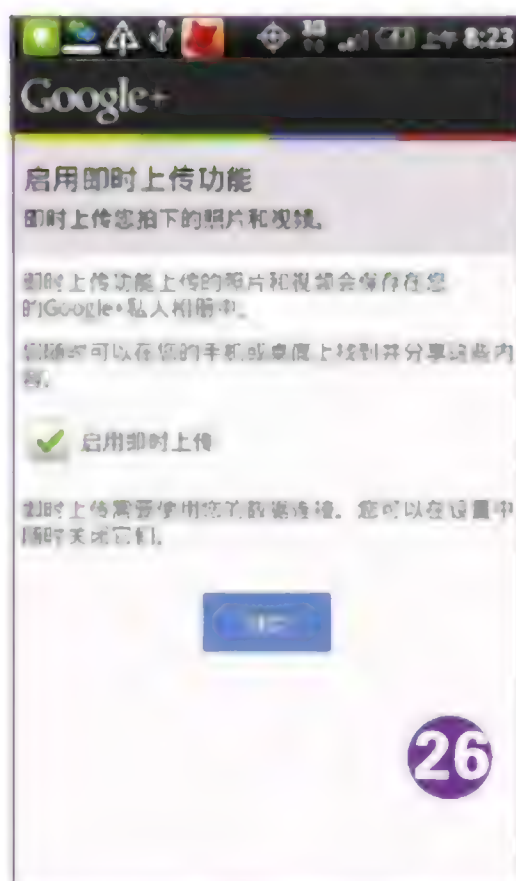 上午 8:23
Google+
启用即时上传功能
即时上传您拍下的照片和视频。
即时上传功能上传的照片和视频会保存在您
的Google+私人相册中。
您随时可以在您的手机或桌面上找到并分享这些内
容。
启用即时上传
即时上传需要使用您的数据连接。您可以在设置中
随时关闭它们。
26